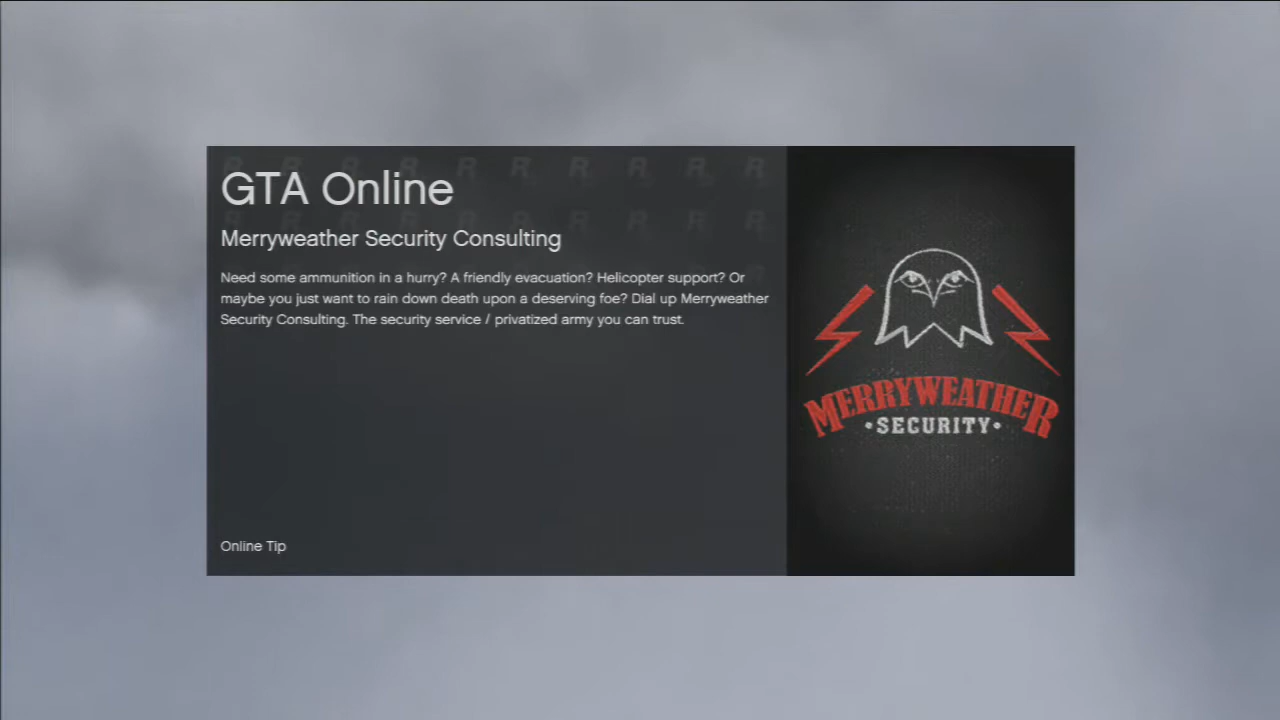 GTA Online
Merryweather Security Consulting
Need some ammunition in a hurry? A friendly evacuation? Helicopter support? Or
maybe you just want to rain down death upon a deserving foe? Dial up Merryweather
Security Consulting. The security service / privatized army you can trust.
Online Tip
MERRYWEATHER
•SECURITY•